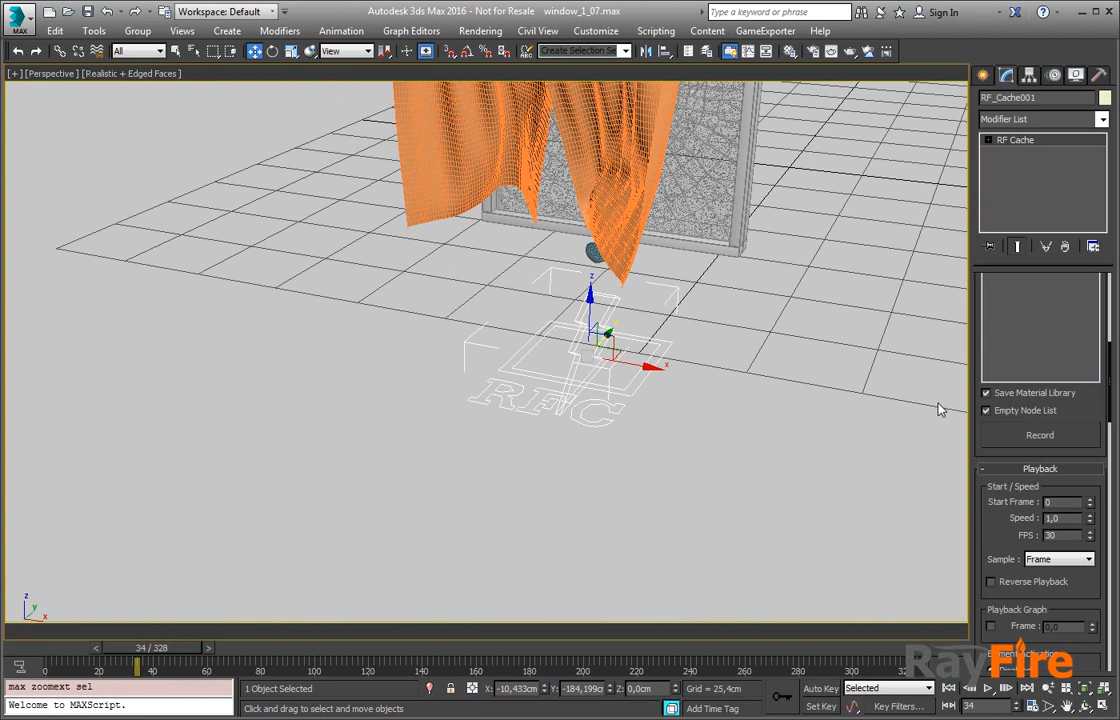 MAX
Workspace: Default
Autodesk 3ds Max 2016 - Not for Resale window_1_07.max
Type a keyword or phrase
Sign In
Edit Tools Group Views Create Modifiers Animation Graph Editors Rendering Civil View Customize Scripting Content GameExporter Help
All View Create Selection Se
[+] [Perspective] [Realistic + Edged Faces]
RF_Cache001
Modifier List
RF Cache
Save Material Library
Empty Node List
Record
Playback
Start / Speed
Start Frame : 0
Speed : 1,0
FPS : 30
Sample : Frame
Reverse Playback
Playback Graph
Frame : 0,0
RayFire
z
y
x
RFC
z
y
x
34 / 328
0 20 40 60 80 100 120 140 160 180 200 220 240 260 280 300
max zoomext sel
1 Object Selected
X: -10,433cm Y: -184,199c Z: 0,0cm Grid = 25,4cm
Auto Key Selected
Welcome to MAXScript.
Click and drag to select and move objects
Add Time Tag
Set Key Key Filters... 34